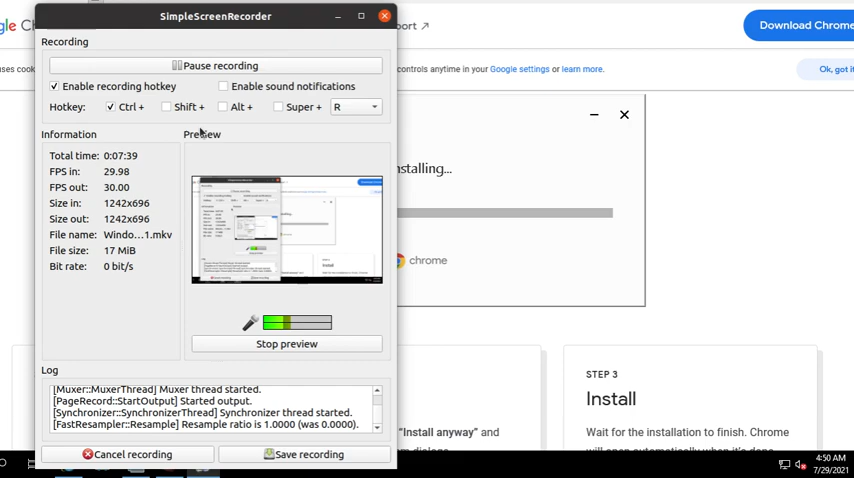 SimpleScreenRecorder
Recording
Pause recording
Enable recording hotkey
Enable sound notifications
Hotkey:
Ctrl +
Shift +
Alt +
Super +
R
Information
Preview
Total time: 0:07:39
FPS in: 29.98
FPS out: 30.00
Size in: 1242x696
Size out: 1242x696
File name: Windo...1.mkv
File size: 17 MiB
Bit rate: 0 bit/s
Stop preview
Log
[Muxer::MuxerThread] Muxer thread started.
[PageRecord::StartOutput] Started output.
[Synchronizer::SynchronizerThread] Synchronizer thread started.
[FastResampler::Resample] Resample ratio is 1.0000 (was 0.0000).
Cancel recording
Save recording
Download Chrome
controls anytime in your Google settings or learn more.
Ok, got it
chrome
"Install anyway" and
STEP 3
Install
Wait for the installation to finish. Chrome
4:50 AM
7/29/2021